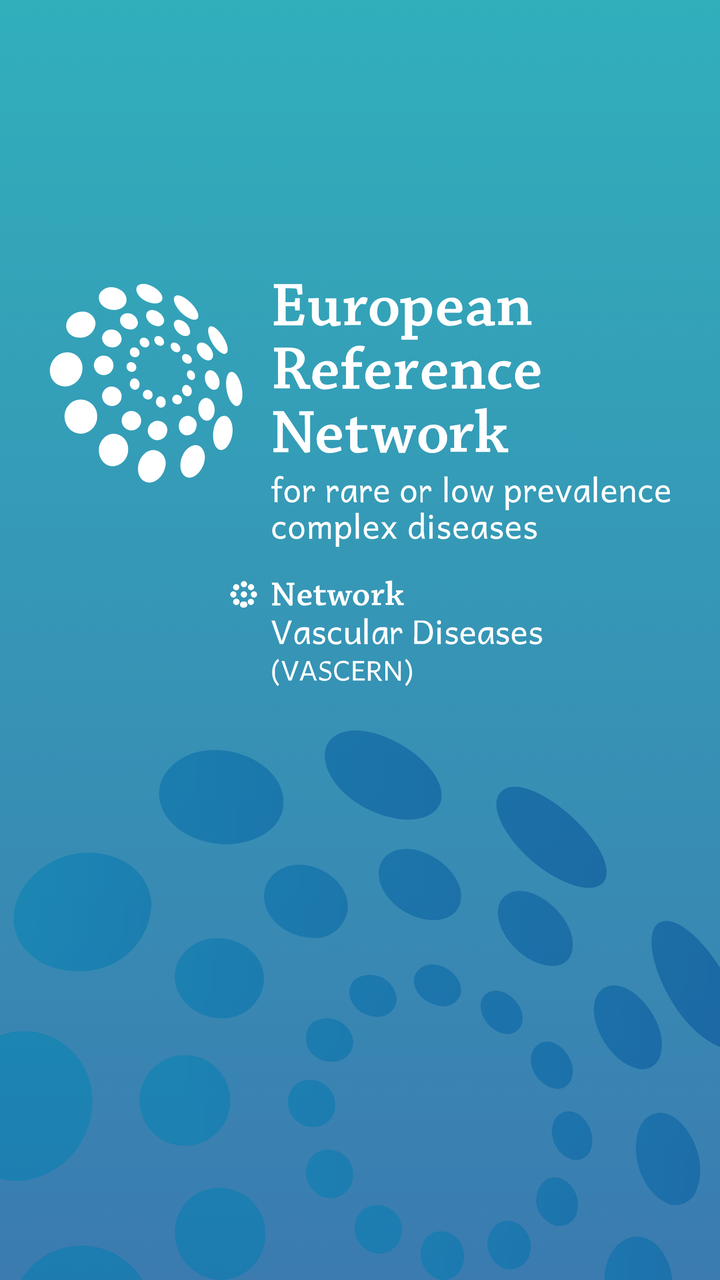 European
Reference
Network
for rare or low prevalence
complex diseases
Network
Vascular Diseases
(VASCERN)